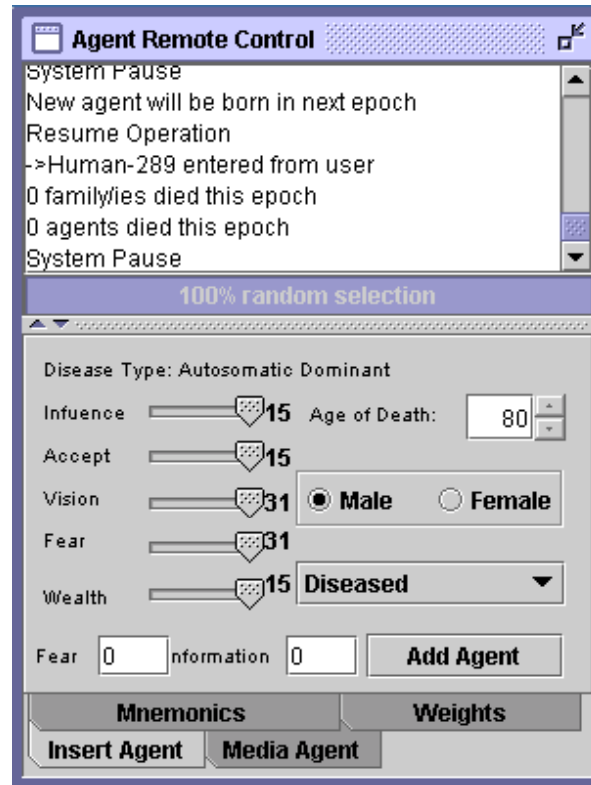 Agent Remote Control
System Pause
New agent will be born in next epoch
Resume Operation
->Human-289 entered from user
0 family/ies died this epoch
0 agents died this epoch
System Pause
100% random selection
Disease Type: Autosomatic Dominant
Infuence 15 Age of Death: 80
Accept 15
Vision 31 Male Female
Fear 31
Wealth 15 Diseased
Fear 0 nformation 0 Add Agent
Mnemonics Weights
Insert Agent Media Agent